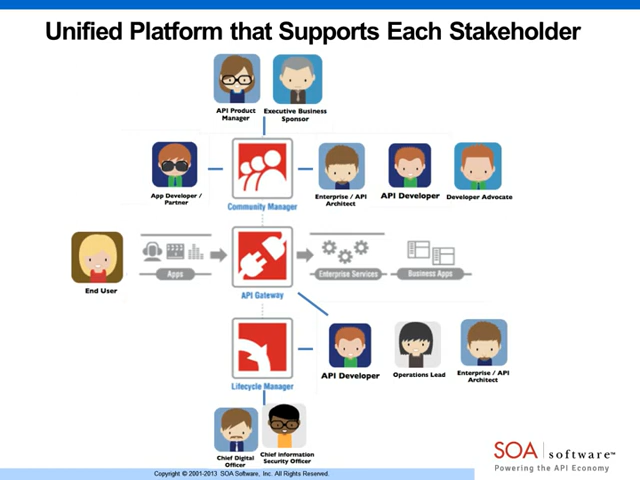 Unified Platform that Supports Each Stakeholder
API Product
Manager
Executive Business
Sponsor
App Developer /
Partner
Community Manager
Enterprise / API
Architect
API Developer
Developer Advocate
End User
Apps
API Gateway
Enterprise Services
Business Apps
Lifecycle Manager
API Developer
Operations Lead
Enterprise / API
Architect
Chief Digital
Officer
Chief Information
Security Officer
SOA software™
Powering the API Economy
Copyright © 2001-2013 SOA Software, Inc. All Rights Reserved.